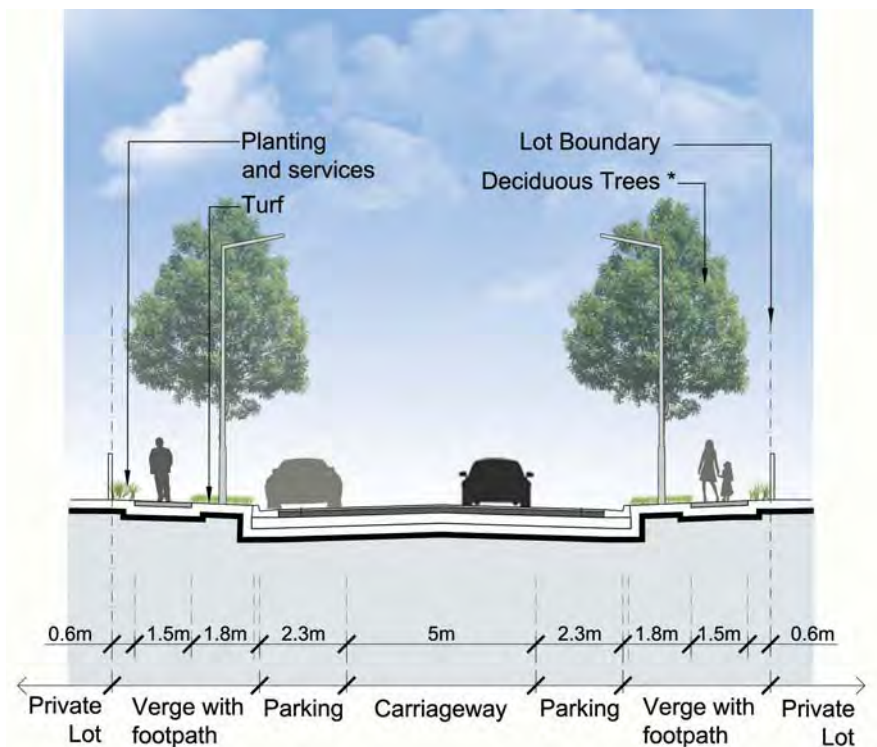 Planting
and services
Turf
Lot Boundary
Deciduous Trees *
0.6m 1.5m 1.8m 2.3m 5m 2.3m 1.8m 1.5m 0.6m
Private
Lot
Verge with
footpath
Parking
Carriageway
Parking
Verge with
footpath
Private
Lot